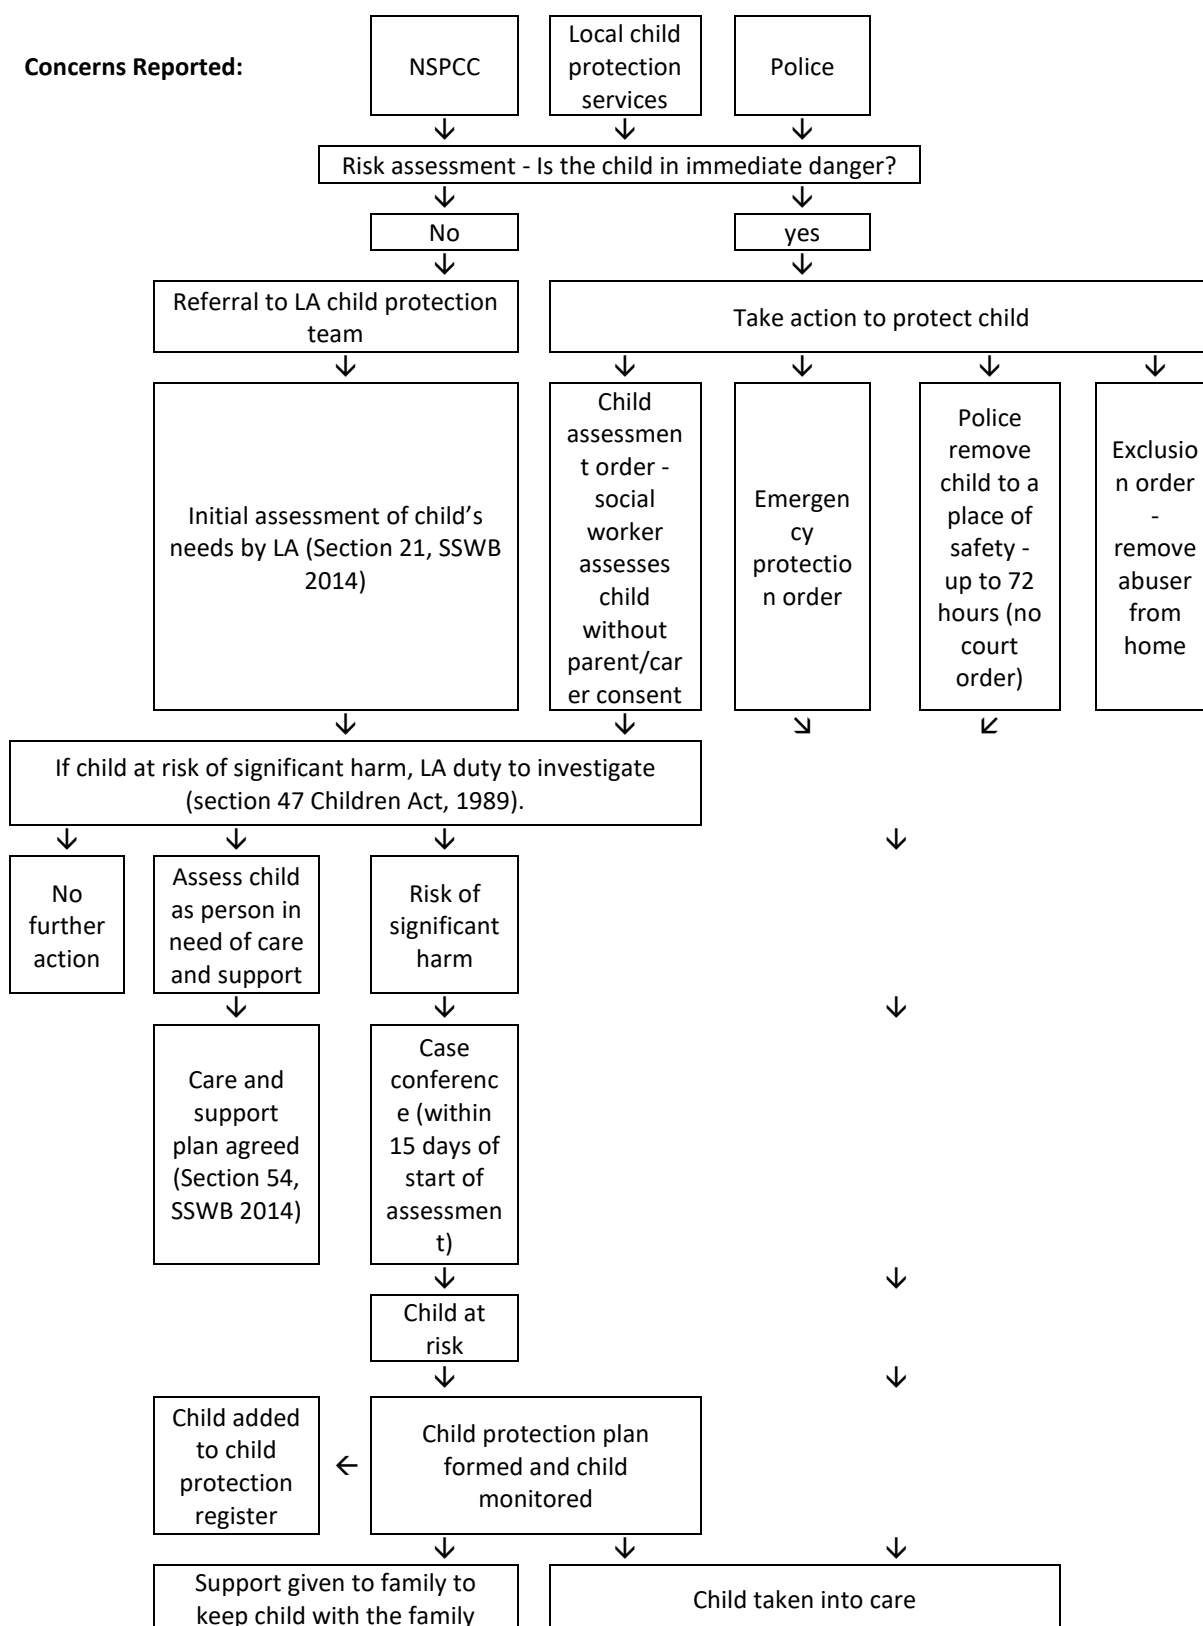 Concerns Reported:
NSPCC
Local child
protection
services
Police
Risk assessment - Is the child in immediate danger?
No
yes
Referral to LA child protection
team
Take action to protect child
Initial assessment of child’s
needs by LA (Section 21, SSWB
2014)
Child
assessmen
t order -
social
worker
assesses
child
without
parent/car
er consent
Emergen
cy
protectio
n order
Police
remove
child to a
place of
safety -
up to 72
hours (no
court
order)
Exclusio
n order
-
remove
abuser
from
home
If child at risk of significant harm, LA duty to investigate
(section 47 Children Act, 1989).
No
further
action
Assess child
as person in
need of care
and support
Risk of
significant
harm
Care and
support
plan agreed
(Section 54,
SSWB 2014)
Case
conferenc
e (within
15 days of
start of
assessmen
t)
Child at
risk
Child added
to child
protection
register
Child protection plan
formed and child
monitored
Support given to family to
keep child with the family
Child taken into care